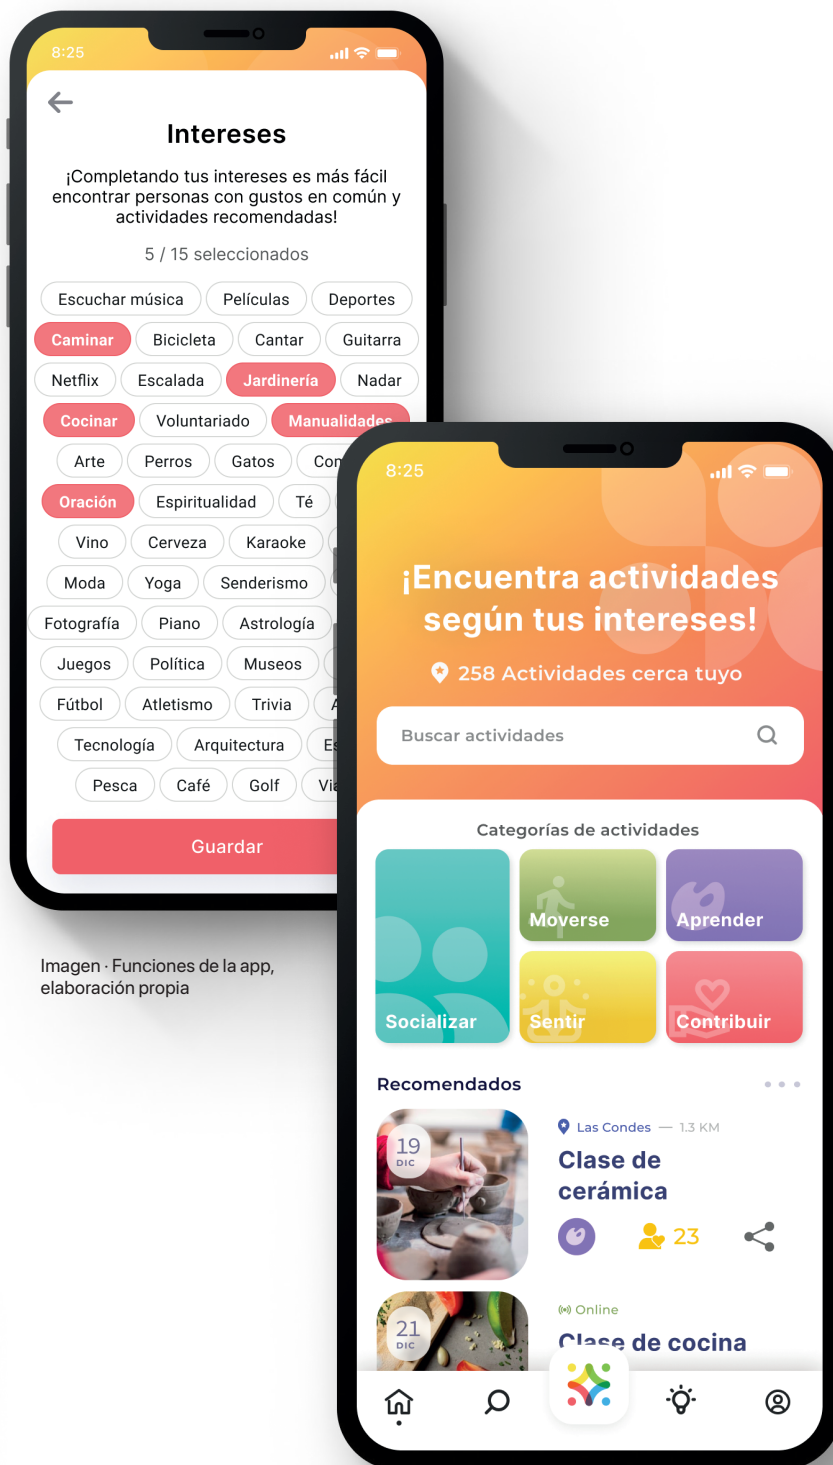 8:25
Intereses
¡Completando tus intereses es más fácil
encontrar personas con gustos en común y
actividades recomendadas!
5 / 15 seleccionados
Escuchar música Películas Deportes
Caminar Bicicleta Cantar Guitarra
Netflix Escalada Jardinería Nadar
Cocinar Voluntariado Manualidades
Arte Perros Gatos
Oración Espiritualidad Té
Vino Cerveza Karaoke
Moda Yoga Senderismo
Fotografía Piano Astrología
Juegos Política Museos
Fútbol Atletismo Trivia
Tecnología Arquitectura
Pesca Café Golf
Guardar
Imagen · Funciones de la app,
elaboración propia
8:25
¡Encuentra actividades
según tus intereses!
258 Actividades cerca tuyo
Buscar actividades
Categorías de actividades
Socializar
Moverse
Aprender
Sentir
Contribuir
Recomendados
19
DIC
Las Condes — 1.3 KM
Clase de
cerámica
23
21
DIC
Online
Clase de cocina